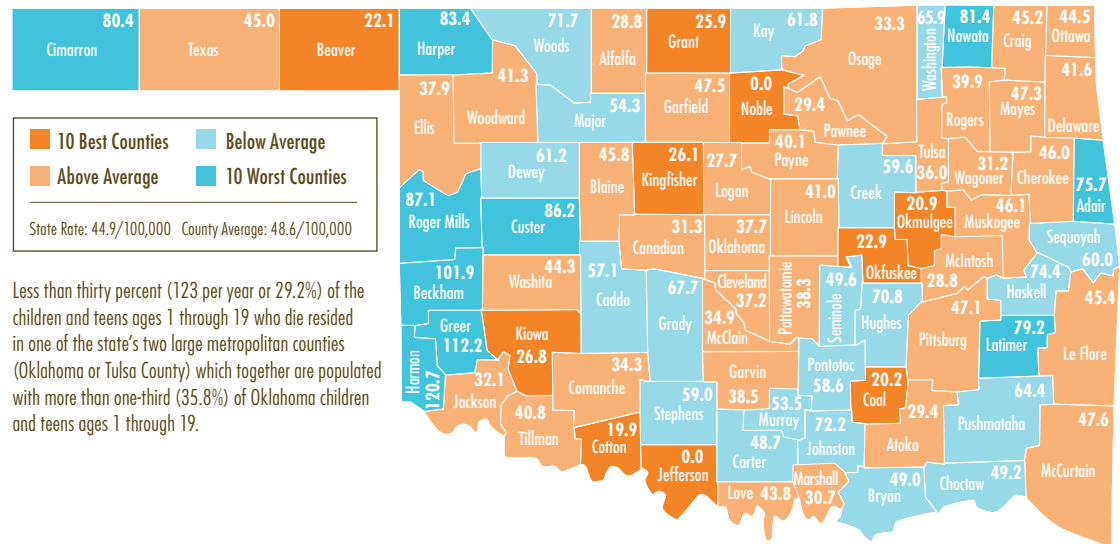 80.4
Cimarron
45.0
Texas
22.1
Beaver
83.4
Harper
71.7
Woods
28.8
Alfalfa
25.9
Grant
61.8
Kay
33.3
Osage
65.9
Washington
81.4
Nowata
45.2
Craig
44.5
Ottawa
37.9
Ellis
41.3
Woodward
54.3
Major
47.5
Garfield
0.0
Noble
29.4
Pawnee
39.9
Rogers
47.3
Mayes
41.6
Delaware
10 Best Counties
Below Average
Above Average
10 Worst Counties
State Rate: 44.9/100,000 County Average: 48.6/100,000
61.2
Dewey
45.8
Blaine
26.1
Kingfisher
27.7
Logan
40.1
Payne
59.6
Creek
Tulsa
36.0
31.2
Wagoner
46.0
Cherokee
75.7
Adair
87.1
Roger Mills
86.2
Custer
31.3
Canadian
37.7
Oklahoma
41.0
Lincoln
20.9
Okmulgee
46.1
Muskogee
Sequoyah
60.0
101.9
Beckham
44.3
Washita
57.1
Caddo
67.7
Grady
Cleveland
37.2
34.9
McClain
Pottawatamie
38.3
49.6
Seminole
22.9
Okfuskee
McIntosh
28.8
74.4
Haskell
45.4
Le Flore
Less than thirty percent (123 per year or 29.2%) of the
children and teens ages 1 through 19 who die resided
in one of the state's two large metropolitan counties
(Oklahoma or Tulsa County) which together are populated
with more than one-third (35.8%) of Oklahoma children
and teens ages 1 through 19.
Greer
112.2
Harmon
120.7
Kiowa
26.8
32.1
Jackson
34.3
Comanche
40.8
Tillman
19.9
Cotton
59.0
Stephens
0.0
Jefferson
Garvin
38.5
53.5
Murray
48.7
Carter
Love 43.8
Marshall
30.7
Pontotoc
58.6
72.2
Johnston
70.8
Hughes
20.2
Coal
47.1
Pittsburg
79.2
Latimer
29.4
Atoka
64.4
Pushmataha
49.0
Bryan
49.2
Choctaw
47.6
McCurtain